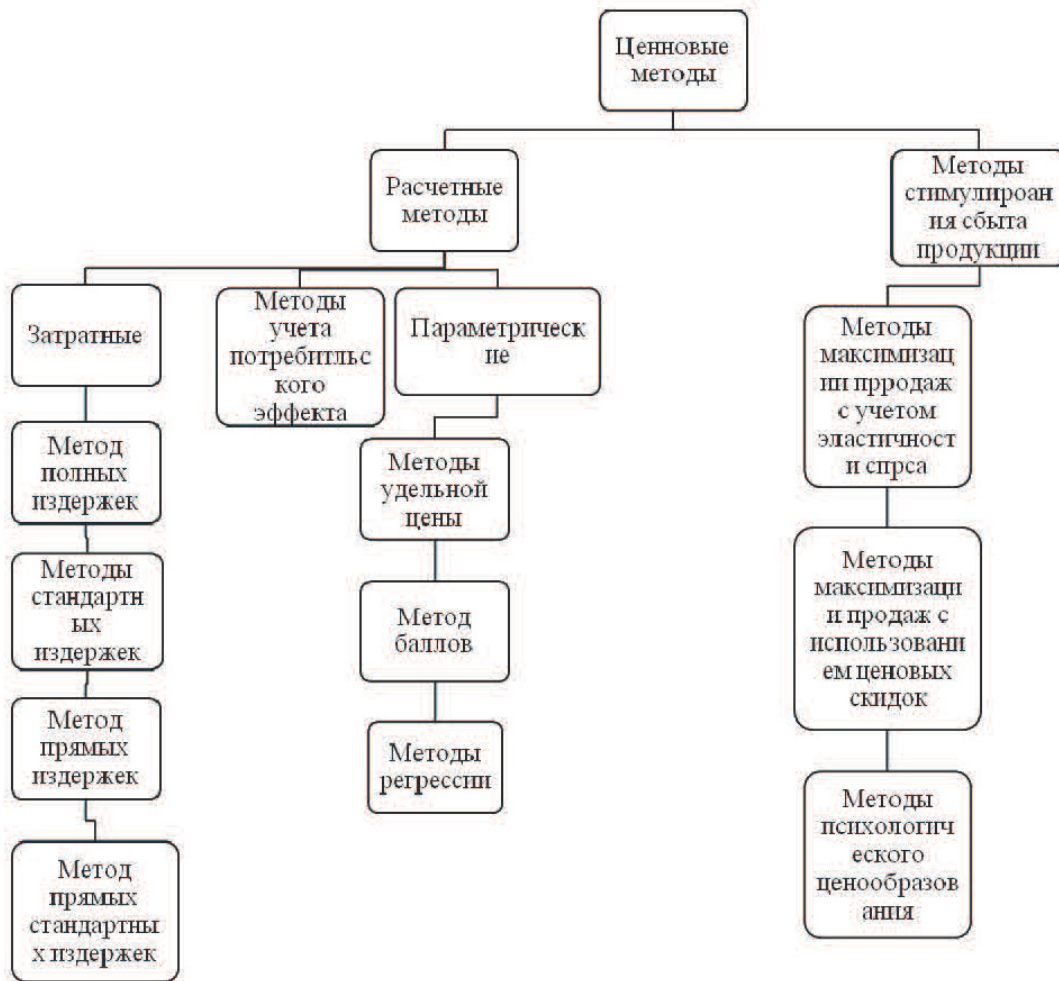 Ценновые
методы
Расчетные
методы
Методы
стимулироан
ия сбыта
продукции
Затратные
Методы
учета
потребитльс
кого
эффекта
Параметрическ
ие
Методы
максимизац
ии прродаж
с учетом
эластичност
и спрса
Метод
полных
издержек
Методы
удельной
цены
Методы
стандартн
ых
издержек
Метод
баллов
Методы
максимизаци
и продаж с
использовани
ем ценовых
скидок
Метод
прямых
издержек
Методы
регрессии
Методы
психологич
еского
ценообразов
ания
Метод
прямых
стандартны
х издержек